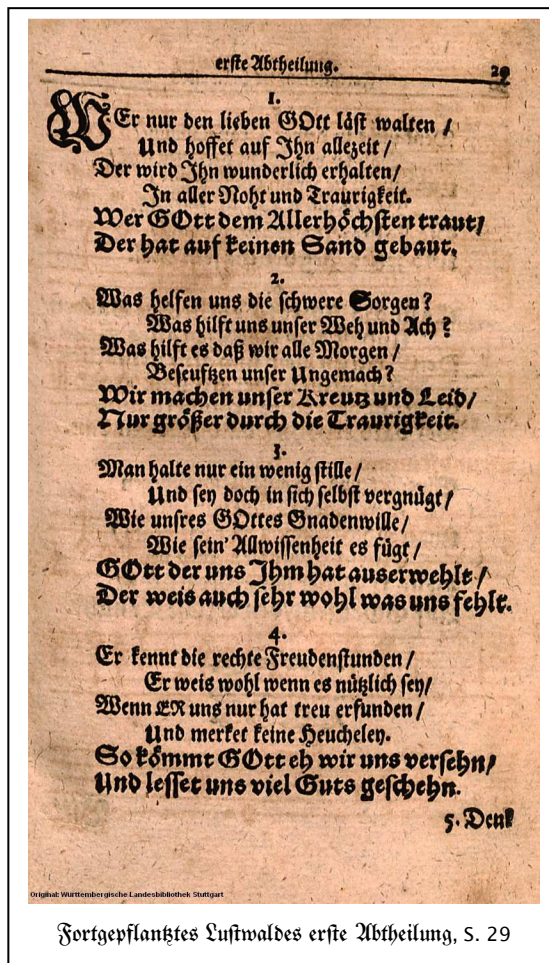 erste Abtheilung. 29
1.
WEr nur den lieben GOtt läst walten /
Und hoffet auf Jhn allezeit /
Der wird Jhn wunderlich erhalten /
Jn aller Noht und Traurigkeit.
Wer GOtt dem Allerhöchsten traut /
Der hat auf keinen Sand gebaut.
2.
Was helfen uns die schwere Sorgen?
Was hilft uns unser Weh und Ach?
Was hilft es daß wir alle Morgen /
Beseuftzen unser Ungemach?
Wir machen unser Kreutz und Leid /
Nur größer durch die Traurigkeit.
3.
Man halte nur ein wenig stille /
Und sey doch in sich selbst vergnügt /
Wie unsres GOttes Gnadenwille /
Wie sein' Allwissenheit es fügt /
GOtt der uns Jhm hat auserwehlt /
Der weis auch sehr wohl was uns fehlt.
4.
Er kennt die rechte Freudenstunden /
Er weis wohl wenn es nützlich sey /
Wenn ER uns nur hat treu erfunden /
Und merket keine Heucheley.
So kömmt GOtt eh wir uns versehn /
Und lesset uns viel Guts geschehn.
5. Denk
Original: Württembergische Landesbibliothek Stuttgart
Fortgepflantztes Lustwaldes erste Abtheilung, S. 29